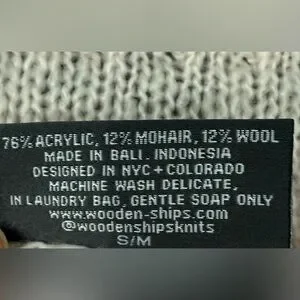 76% ACRYLIC, 12% MOHAIR, 12% WOOL
MADE IN BALI. INDONESIA
DESIGNED IN NYC + COLORADO
MACHINE WASH DELICATE,
IN LAUNDRY BAG, GENTLE SOAP ONLY
www.wooden-ships.com
@woodenshipsknits
S/M